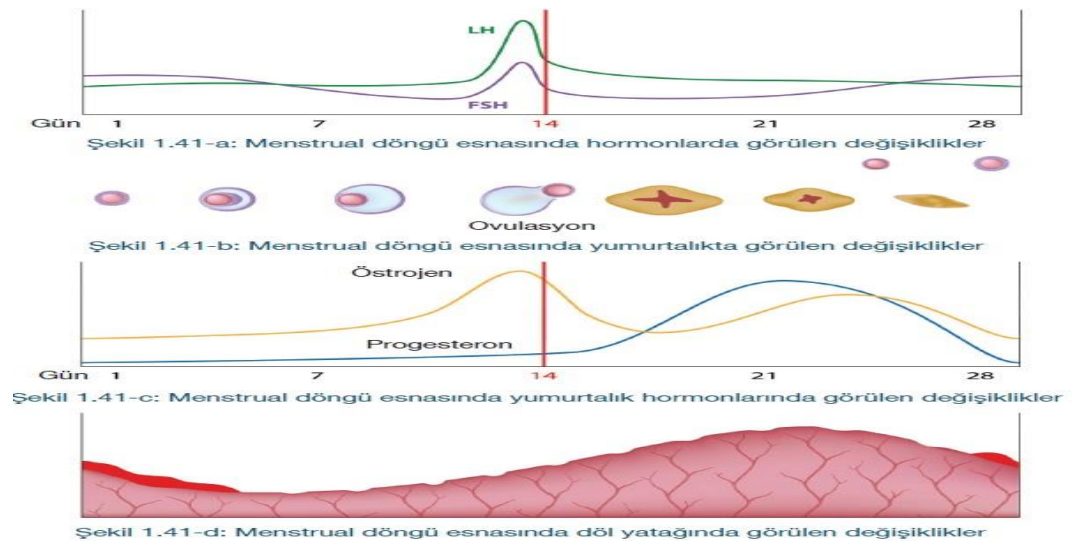 LH
FSH
Gün 1 7 14 21 28
Şekil 1.41-a: Menstrual döngü esnasında hormonlarda görülen değişiklikler
Ovulasyon
Şekil 1.41-b: Menstrual döngü esnasında yumurtalıkta görülen değişiklikler
Östrojen
Progesteron
Gün 1 7 14 21 28
Şekil 1.41-c: Menstrual döngü esnasında yumurtalık hormonlarında görülen değişiklikler
Şekil 1.41-d: Menstrual döngü esnasında döl yatağında görülen değişiklikler